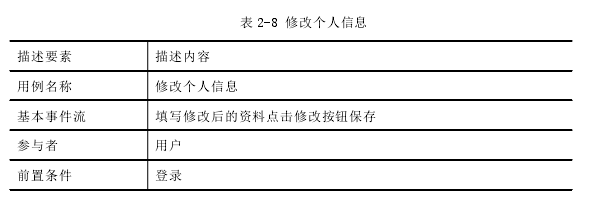 表 2-8 修改个人信息
描述要素 描述内容
用例名称 修改个人信息
基本事件流 填写修改后的资料点击修改按钮保存
参与者 用户
前置条件 登录